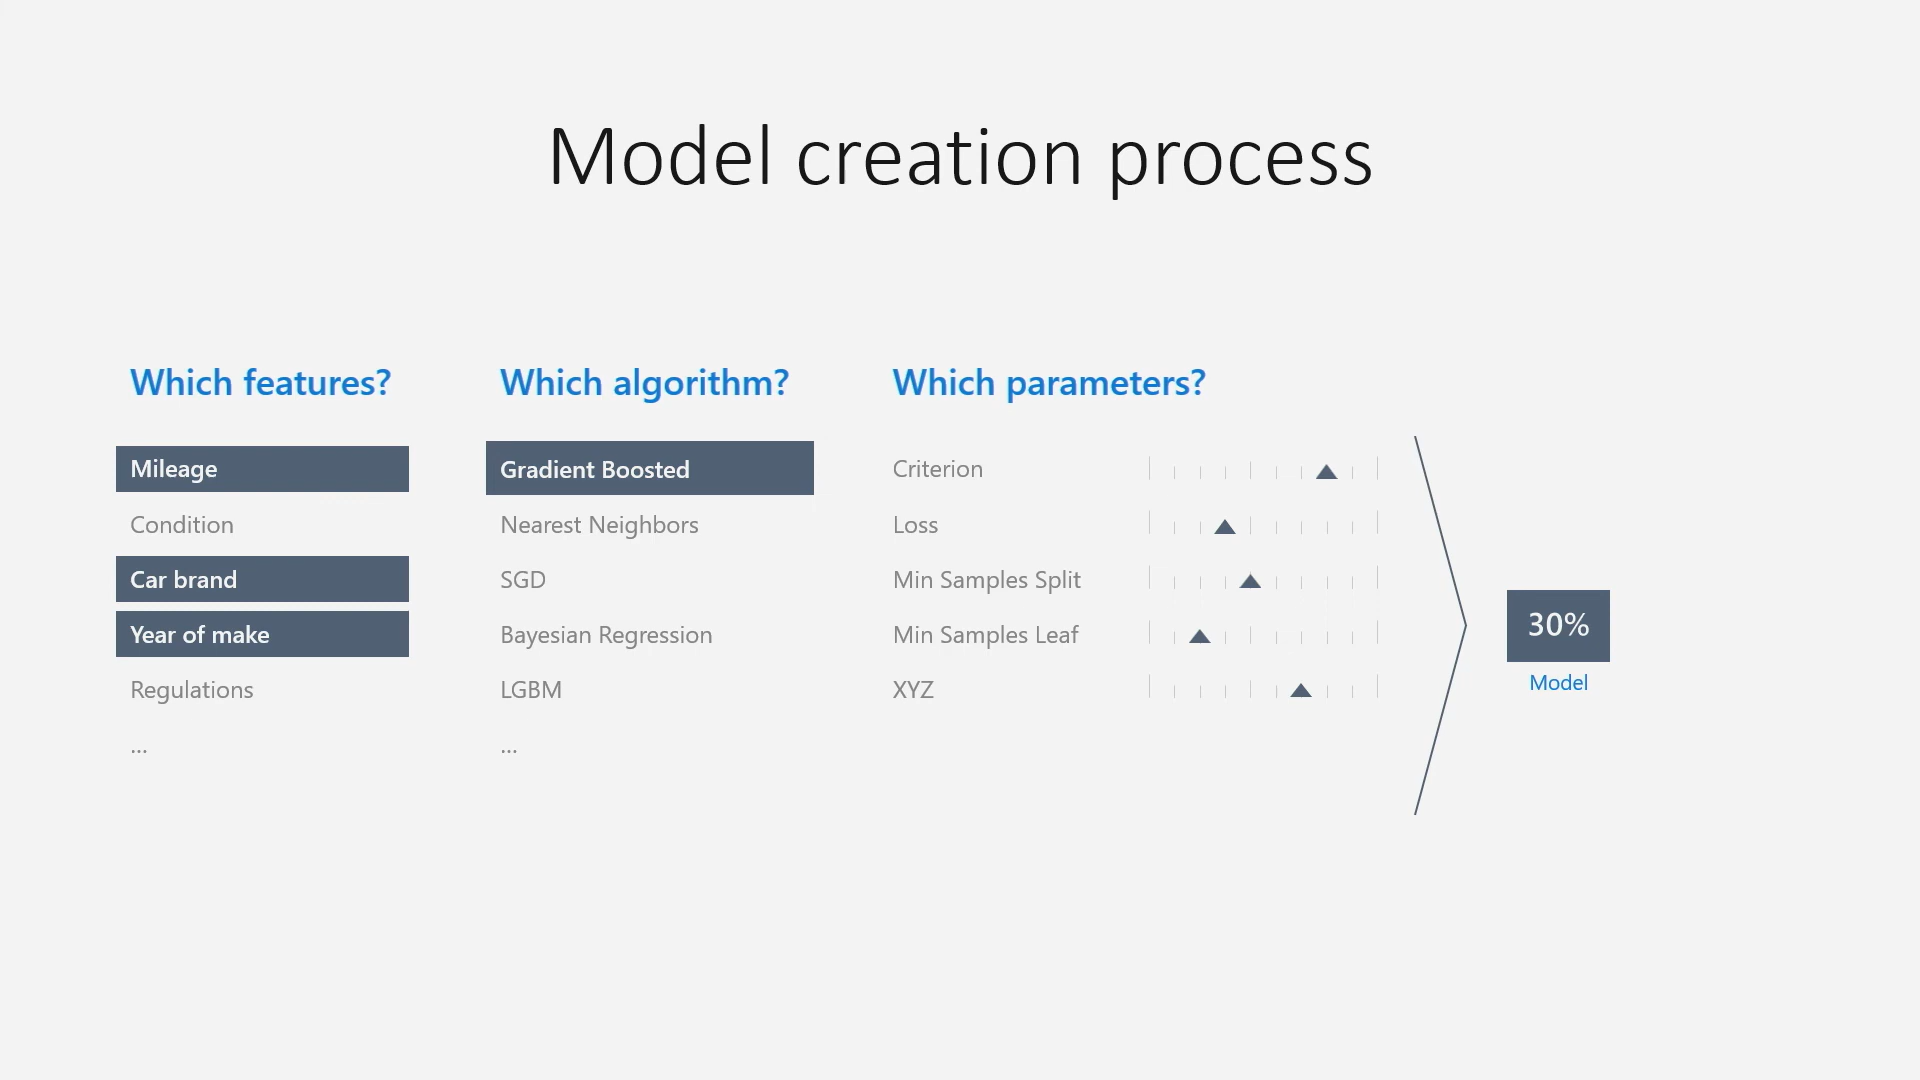 Model creation process
Which features?
Mileage
Condition
Car brand
Year of make
Regulations
...
Which algorithm?
Gradient Boosted
Nearest Neighbors
SGD
Bayesian Regression
LGBM
...
Which parameters?
Criterion
Loss
Min Samples Split
Min Samples Leaf
XYZ
30%
Model